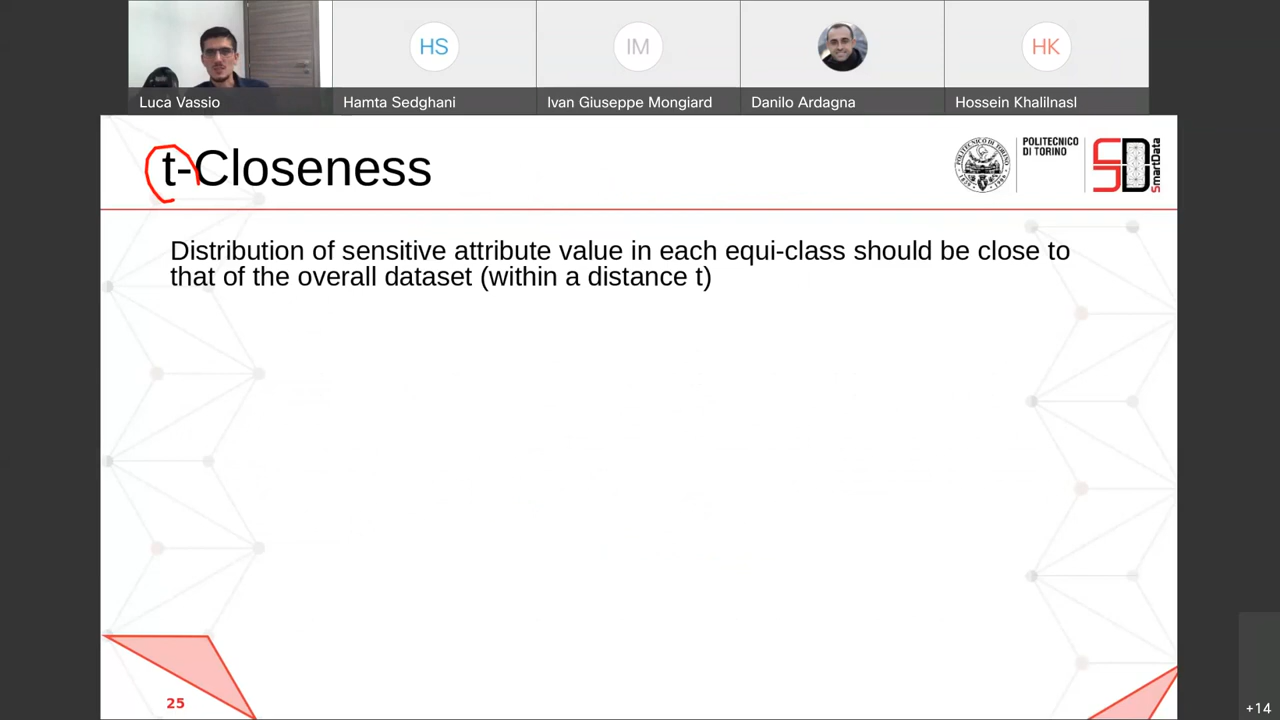 HS
IM
HK
Luca Vassio
Hamta Sedghani
Ivan Giuseppe Mongiard
Danilo Ardagna
Hossein Khalilnasl
t-Closeness
POLITECNICO
DI TORINO
SD
SmartData
Distribution of sensitive attribute value in each equi-class should be close to
that of the overall dataset (within a distance t)
25
+14